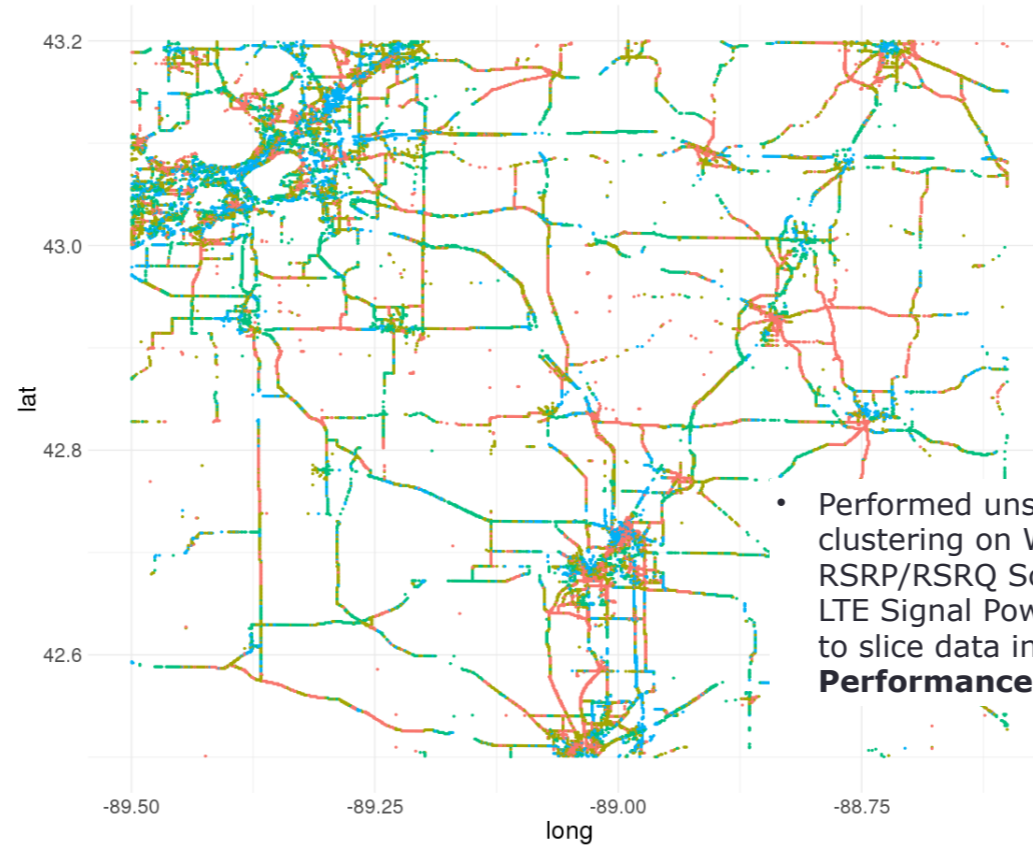 43.2
43.0
42.8
42.6
lat
-89.50
-89.25
-89.00
-88.75
long
• Performed uns
clustering on
RSRP/RSRQ
LTE Signal Pow
to slice data in
Performance